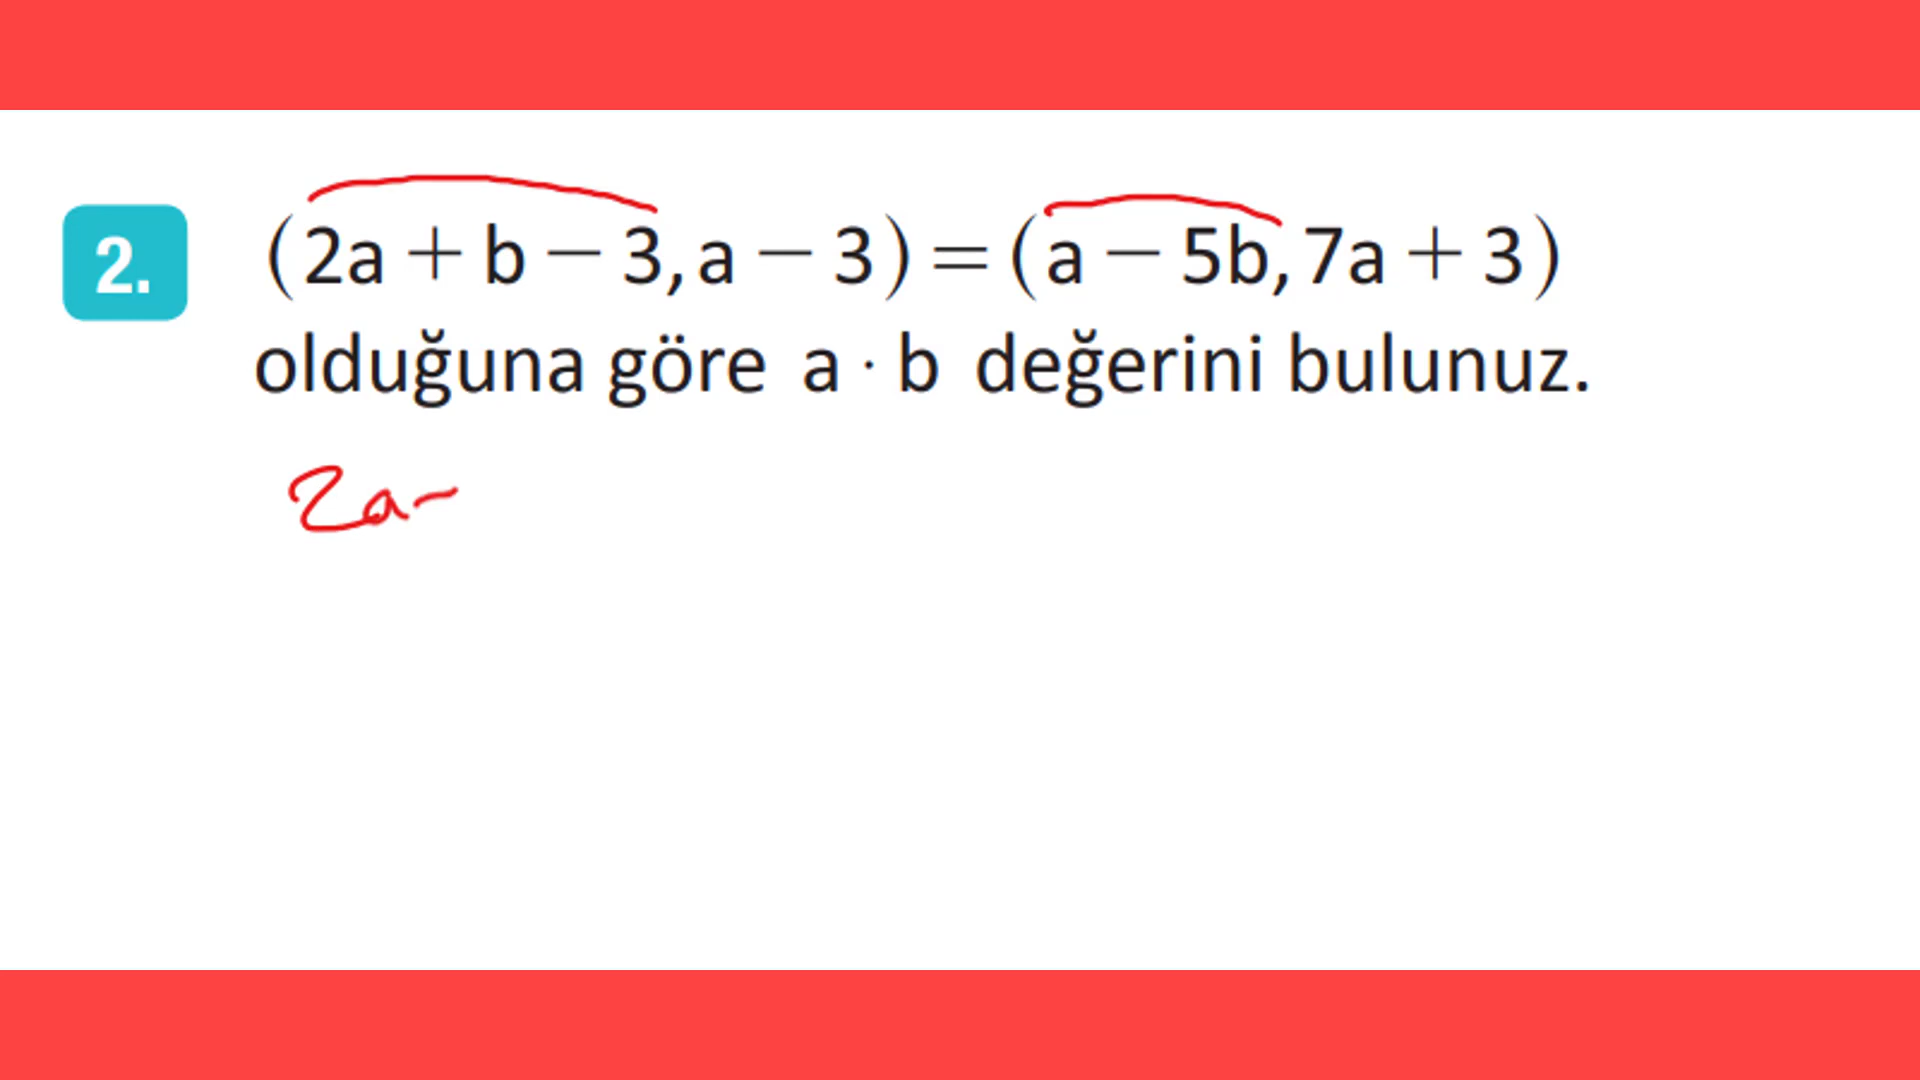 2. (2a + b − 3, a − 3) = (a − 5b, 7a + 3)
olduğuna göre a · b değerini bulunuz.
2a-